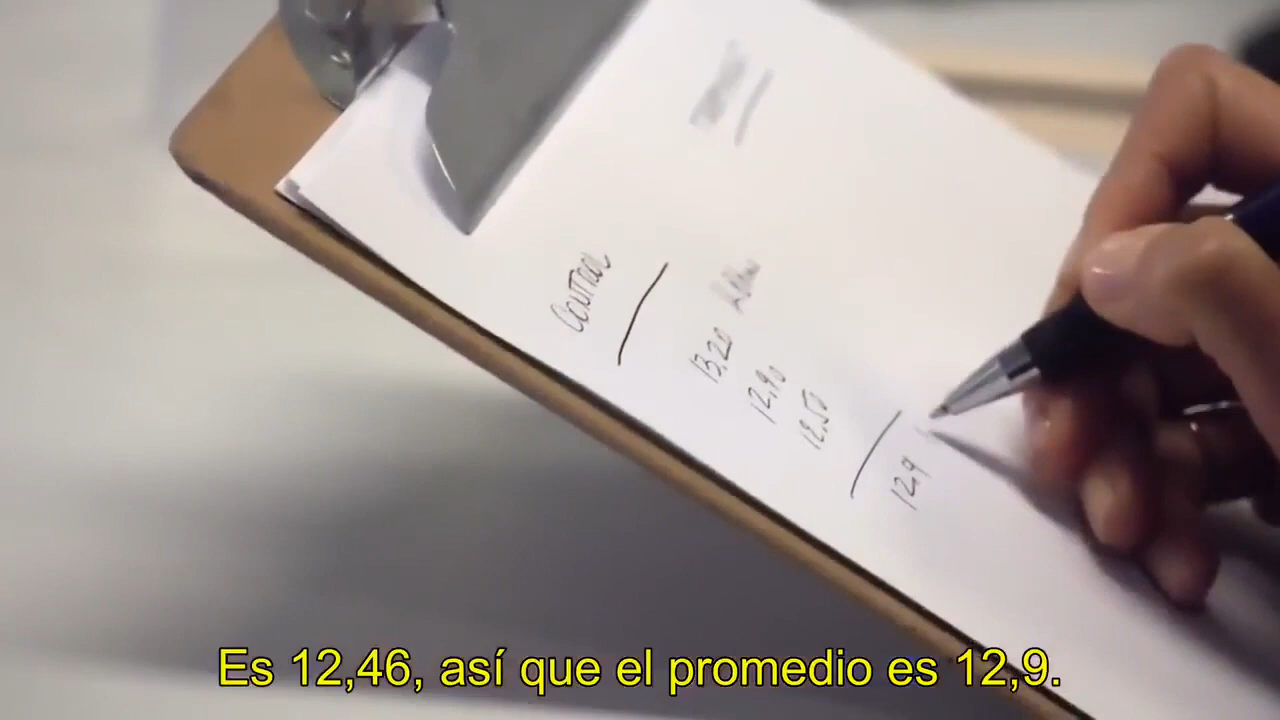 CONTROL
13,20
12,90
12,50
12,9
Es 12,46, así que el promedio es 12,9.